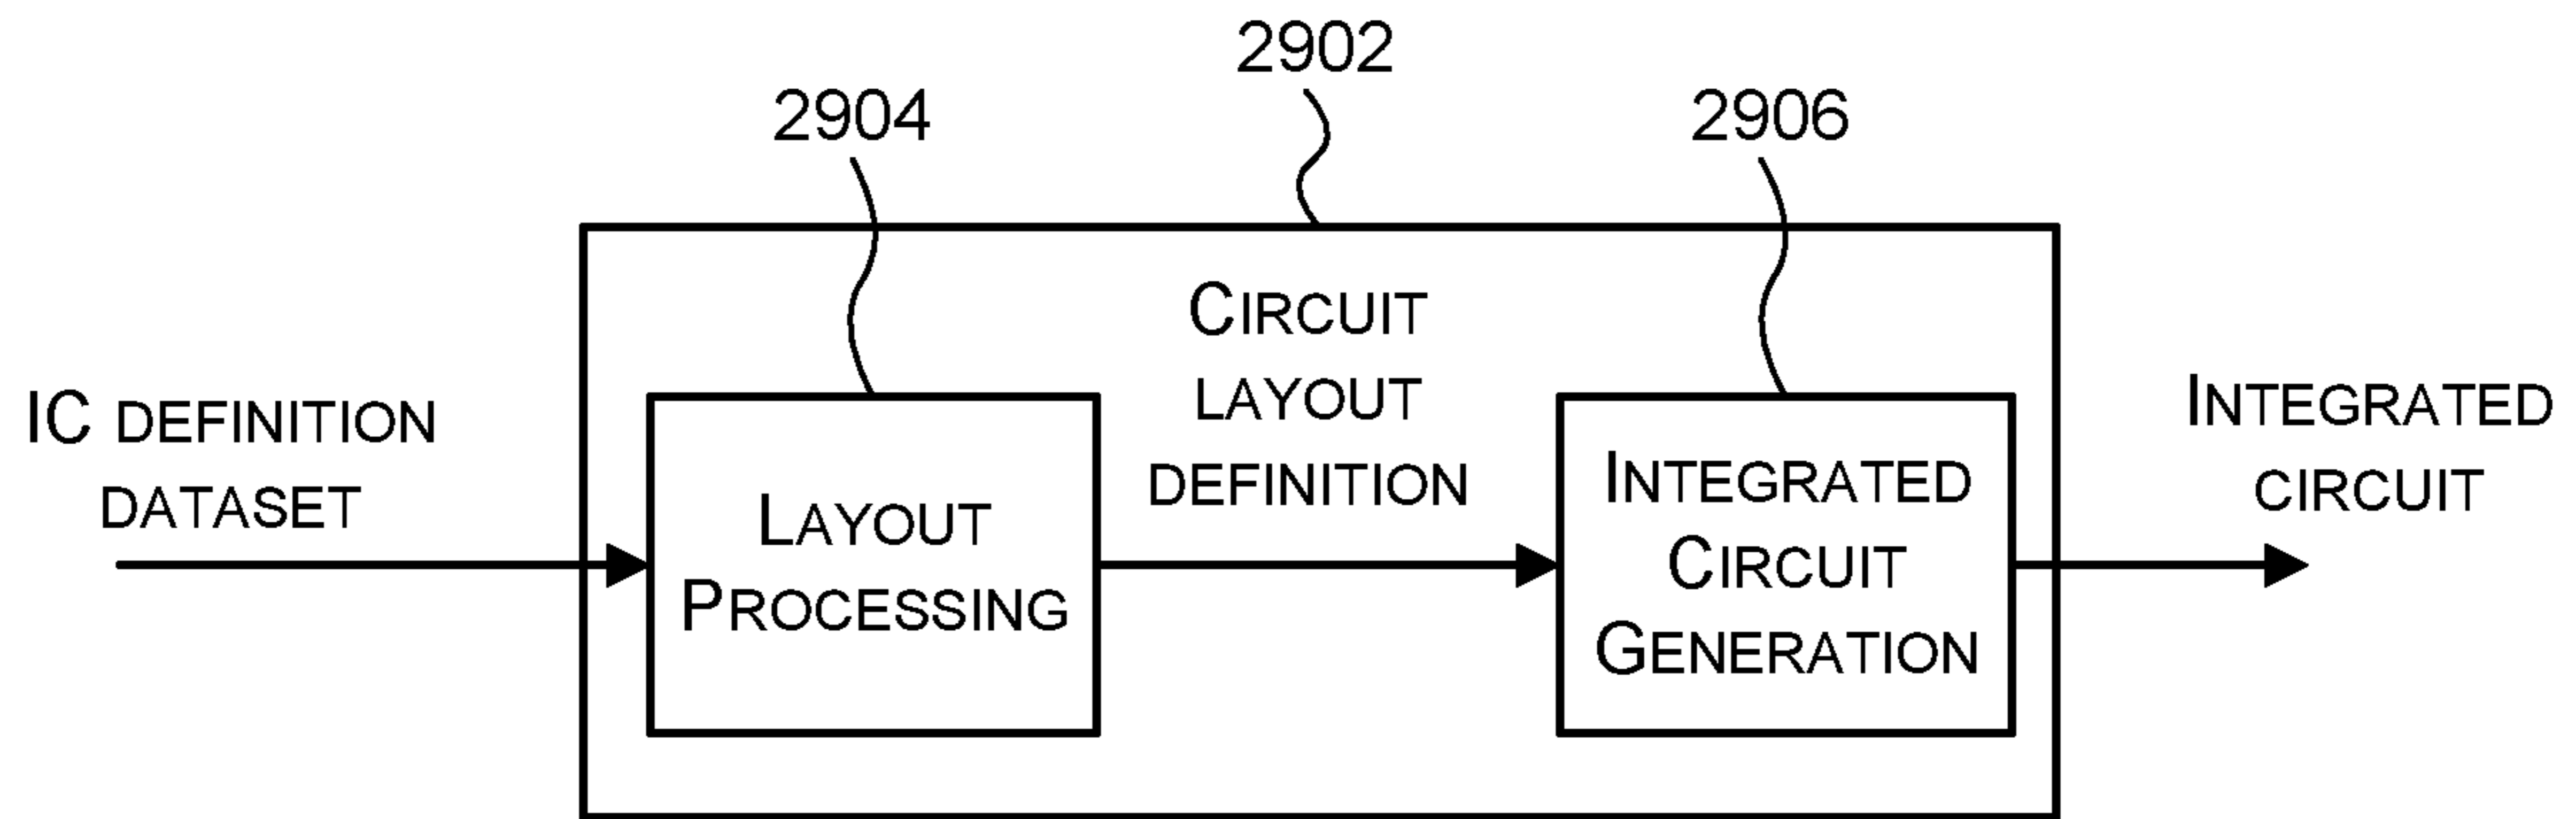 2902
2904
2906
CIRCUIT
LAYOUT
DEFINITION
IC DEFINITION
DATASET
LAYOUT
PROCESSING
INTEGRATED
CIRCUIT
GENERATION
INTEGRATED
CIRCUIT